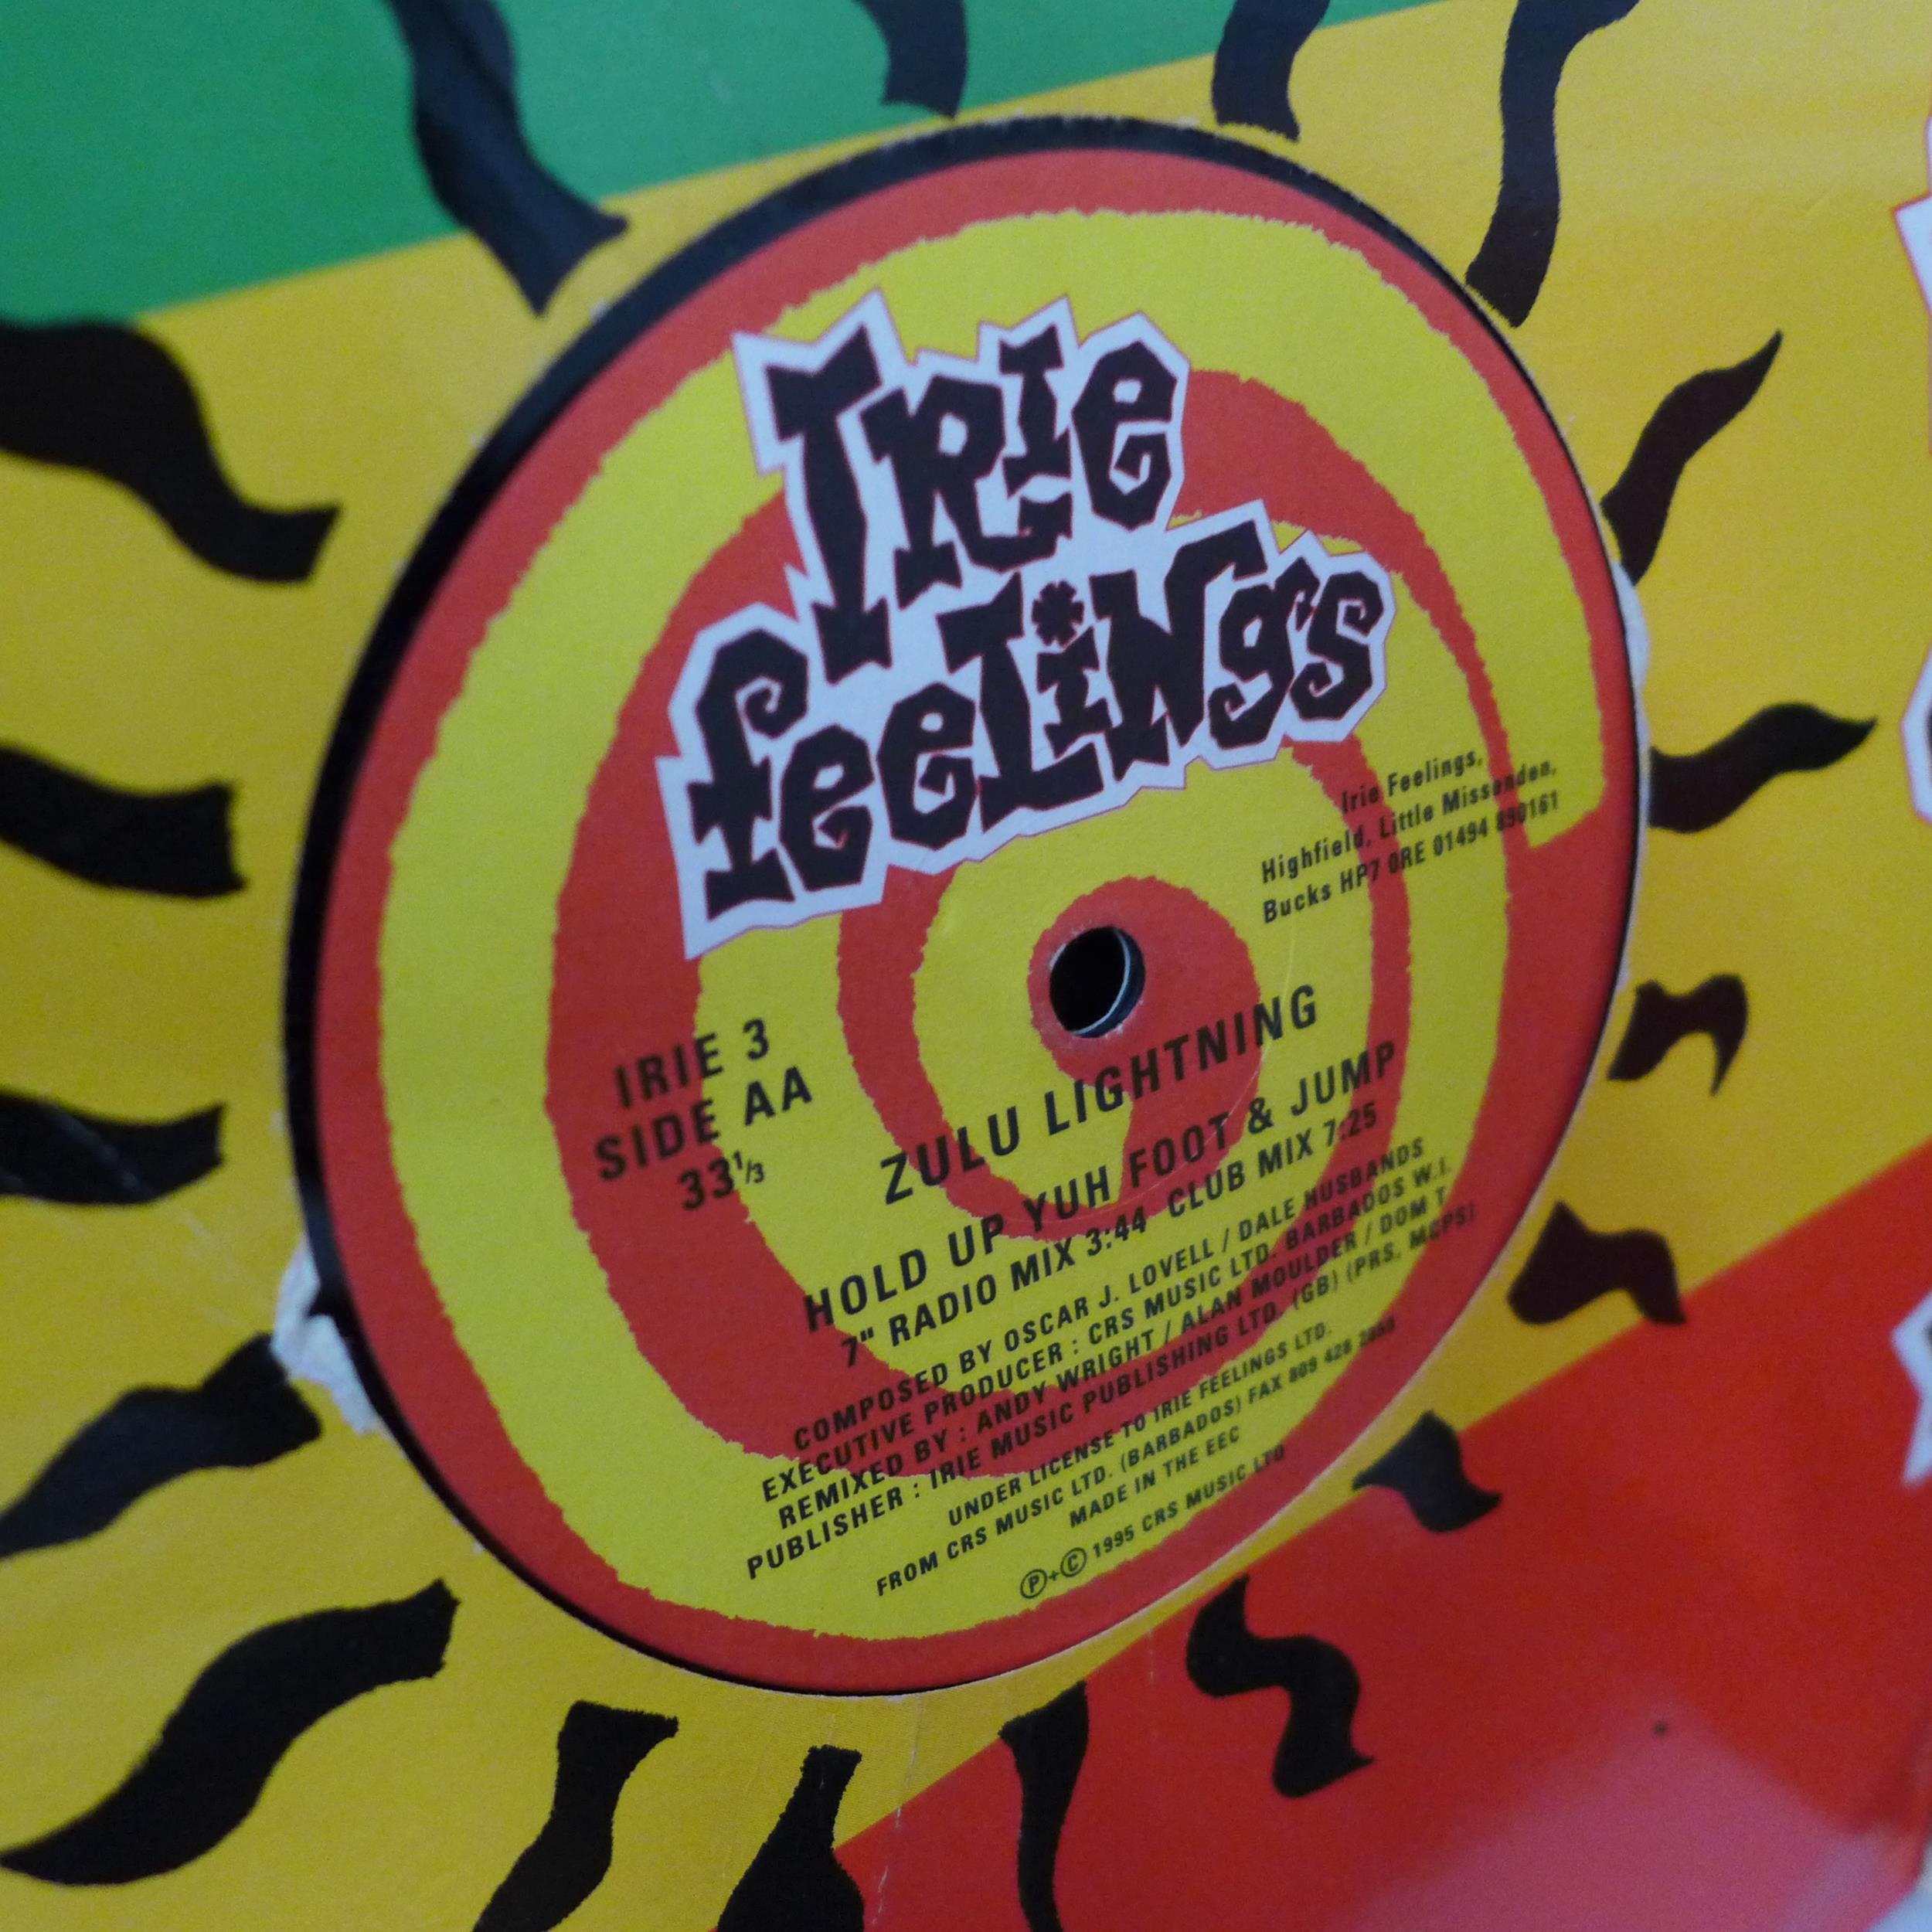 IRIE
feeLiNgs
Irie Feelings,
Highfield, Little Missenden,
Bucks HP7 0RE 01494 890161
IRIE 3
SIDE AA
33⅓
ZULU LIGHTNING
HOLD UP YUH FOOT & JUMP
7" RADIO MIX 3:44 CLUB MIX 7:25
COMPOSED BY OSCAR J. LOVELL / DALE HUSBANDS
EXECUTIVE PRODUCER : CRS MUSIC LTD. BARBADOS W.I.
REMIXED BY : ANDY WRIGHT / ALAN MOULDER / DOM T
PUBLISHER : IRIE MUSIC PUBLISHING LTD. (GB) (PRS, MCPS)
UNDER LICENSE TO IRIE FEELINGS LTD.
FROM CRS MUSIC LTD. (BARBADOS) FAX 809 428
MADE IN THE EEC
Ⓟ+© 1995 CRS MUSIC LTD